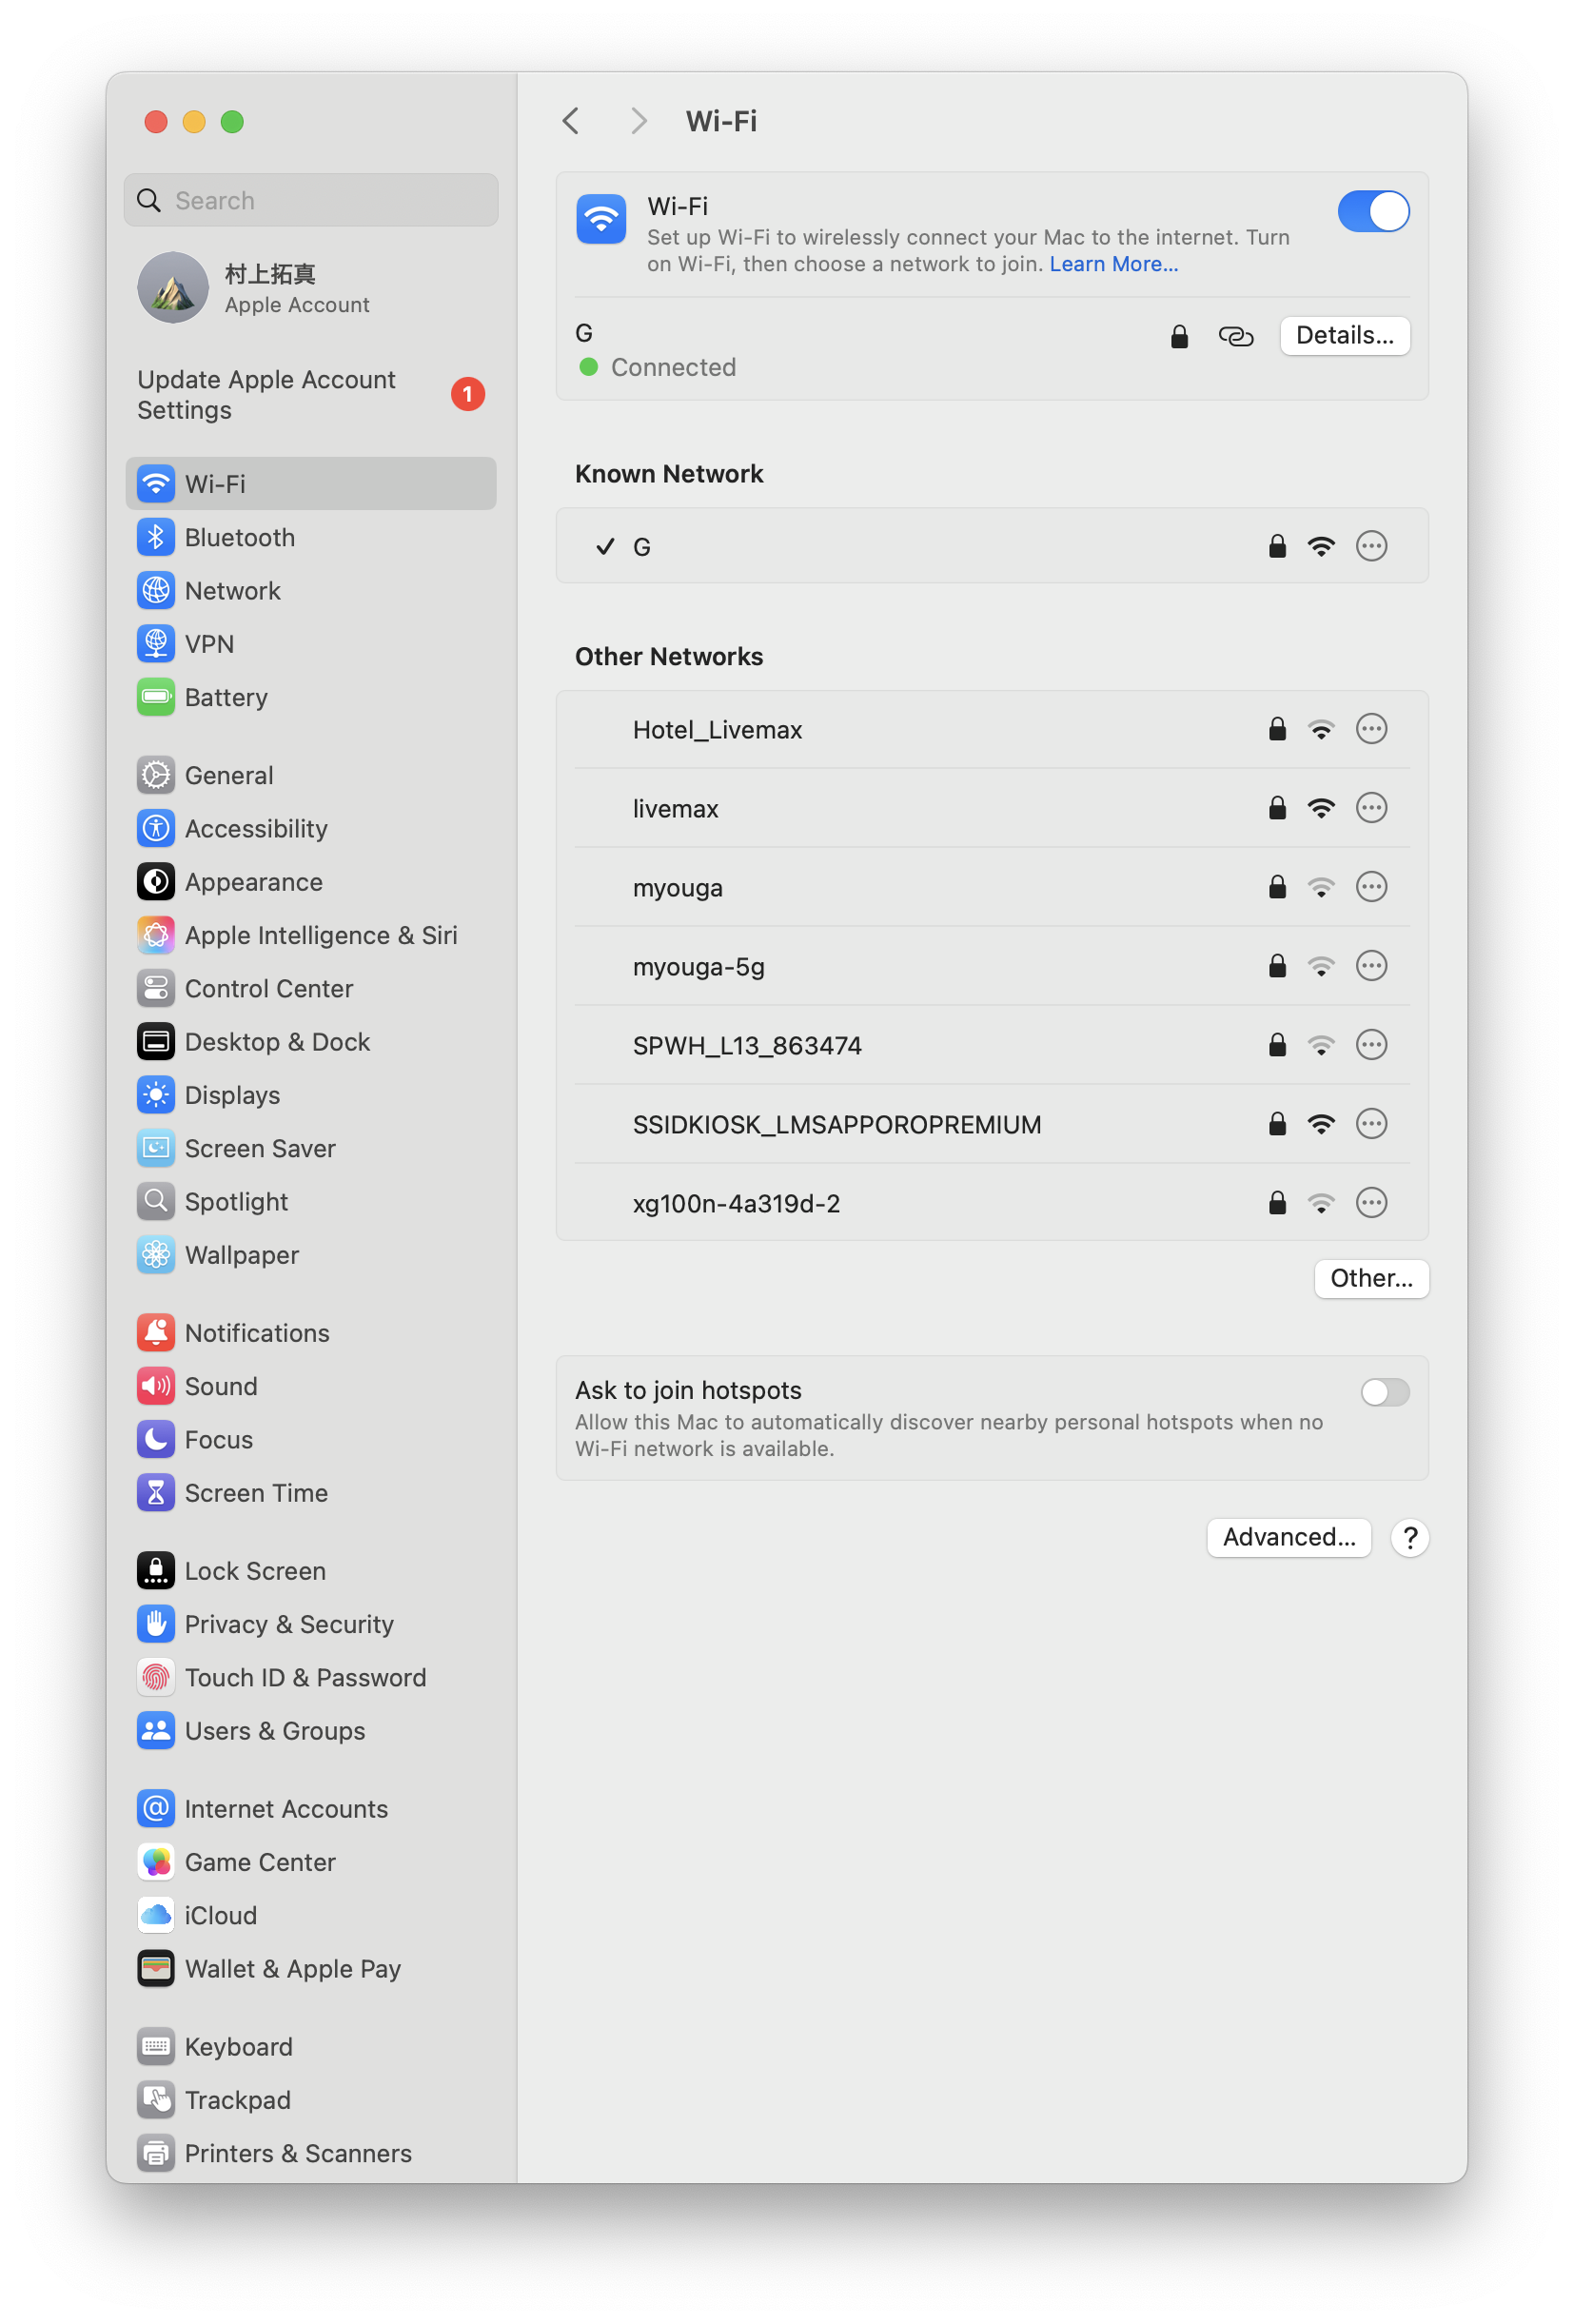 Search
村上拓真
Apple Account
Update Apple Account
Settings
1
Wi-Fi
Bluetooth
Network
VPN
Battery
General
Accessibility
Appearance
Apple Intelligence & Siri
Control Center
Desktop & Dock
Displays
Screen Saver
Spotlight
Wallpaper
Notifications
Sound
Focus
Screen Time
Lock Screen
Privacy & Security
Touch ID & Password
Users & Groups
Internet Accounts
Game Center
iCloud
Wallet & Apple Pay
Keyboard
Trackpad
Printers & Scanners
Wi-Fi
Wi-Fi
Set up Wi-Fi to wirelessly connect your Mac to the internet. Turn
on Wi-Fi, then choose a network to join. Learn More...
G
Connected
Details...
Known Network
G
Other Networks
Hotel_Livemax
livemax
myouga
myouga-5g
SPWH_L13_863474
SSIDKIOSK_LMSAPPOROPREMIUM
xg100n-4a319d-2
Other...
Ask to join hotspots
Allow this Mac to automatically discover nearby personal hotspots when no
Wi-Fi network is available.
Advanced...
?